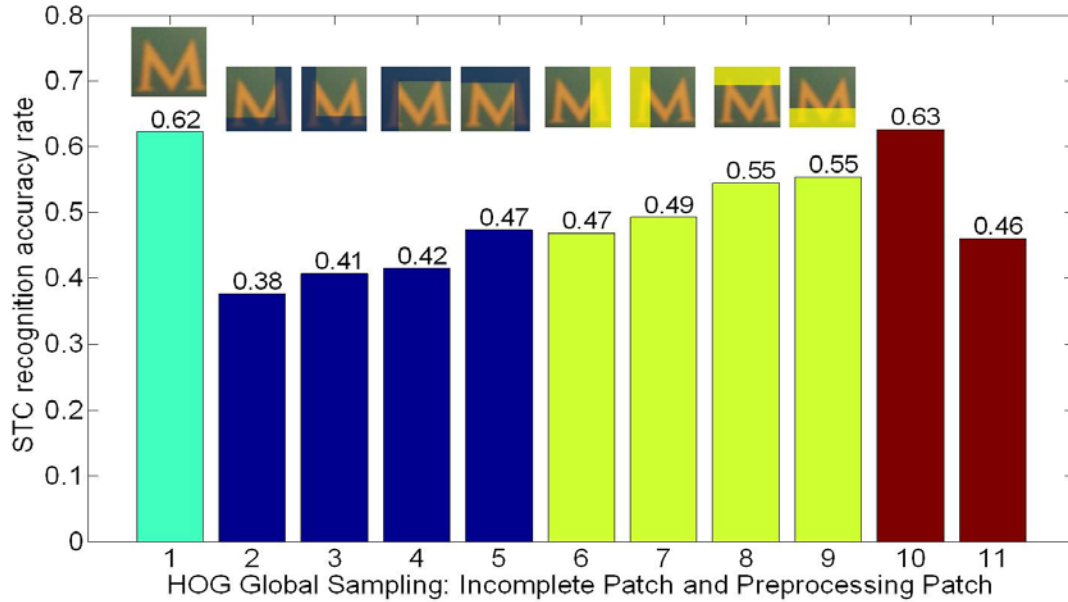 STC recognition accuracy rate
0.8
0.7
0.6
0.5
0.4
0.3
0.2
0.1
0
M M M M M M M M M
0.62 0.38 0.41 0.42 0.47 0.47 0.49 0.55 0.55 0.63 0.46
1 2 3 4 5 6 7 8 9 10 11
HOG Global Sampling: Incomplete Patch and Preprocessing Patch